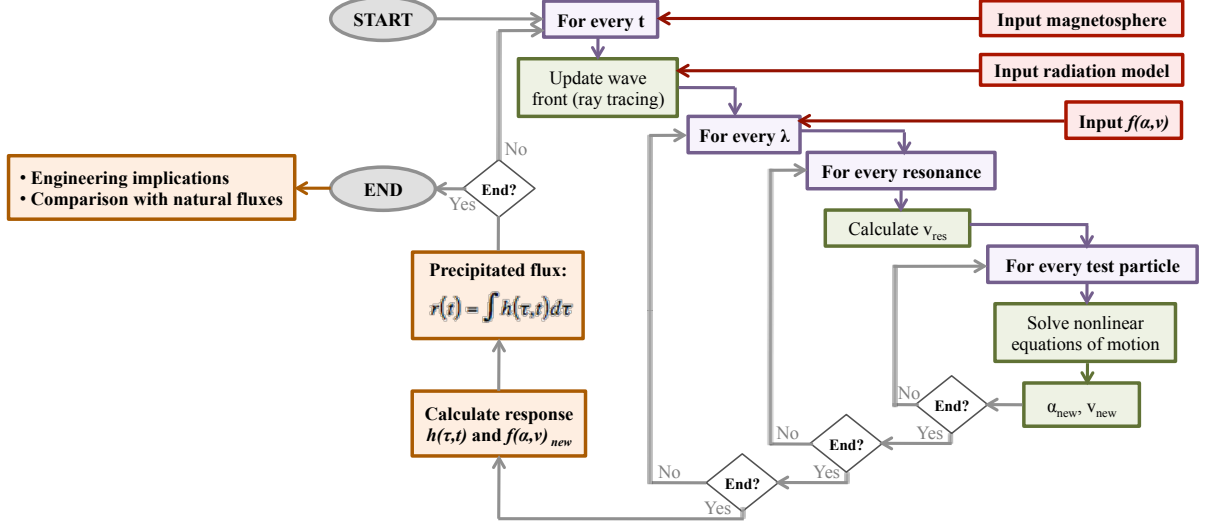 START
For every t
Input magnetosphere
Update wave
front (ray tracing)
Input radiation model
For every λ
Input f(α,v)
No
For every resonance
• Engineering implications
• Comparison with natural fluxes
END
End?
Yes
Calculate v_res
For every test particle
Precipitated flux:
r(t) = ∫ h(τ,t)dτ
Solve nonlinear
equations of motion
No
End?
α_new, v_new
Calculate response
h(τ,t) and f(α,v)_new
Yes
No
End?
Yes
No
End?
Yes